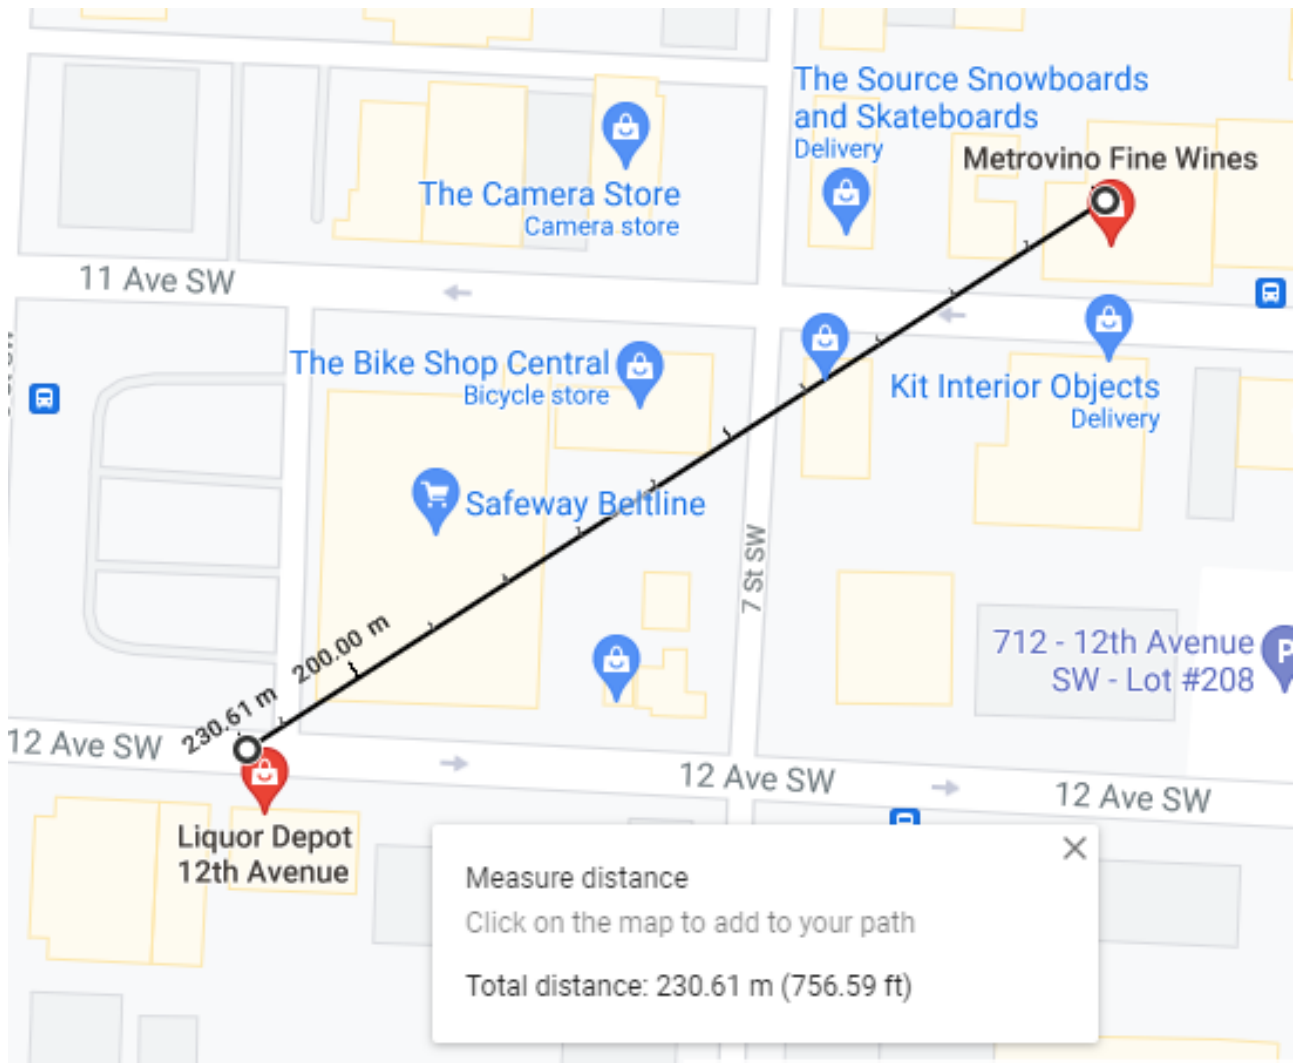 The Source Snowboards
and Skateboards
Delivery
Metrovino Fine Wines
The Camera Store
Camera store
11 Ave SW
The Bike Shop Central
Bicycle store
Kit Interior Objects
Delivery
Safeway Beltline
7 St SW
200.00 m
230.61 m
712 - 12th Avenue
SW - Lot #208
P
12 Ave SW
12 Ave SW
12 Ave SW
Liquor Depot
12th Avenue
Measure distance
Click on the map to add to your path
Total distance: 230.61 m (756.59 ft)